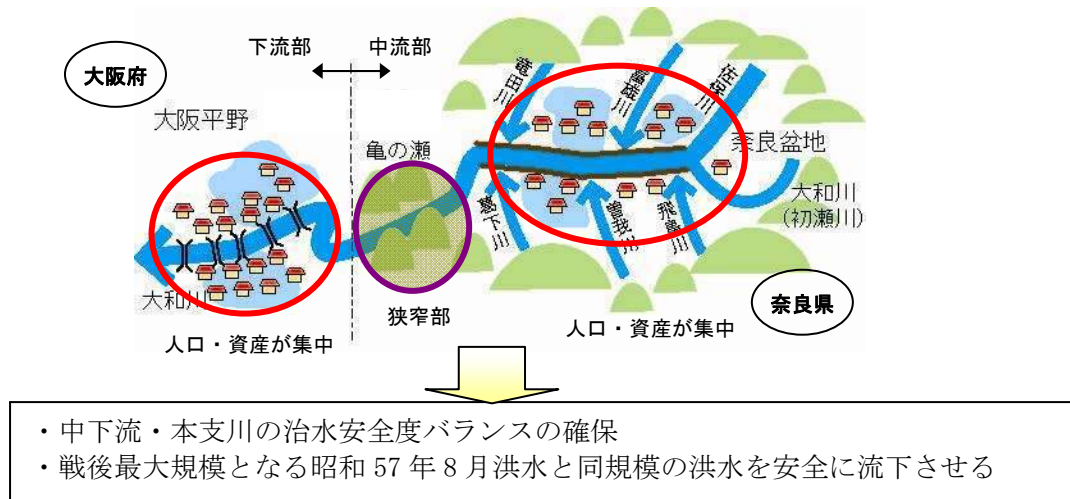 下流部
中流部
大阪府
大阪平野
亀の瀬
竜田川
富雄川
佐保川
奈良盆地
大和川
(初瀬川)
葛下川
曽我川
飛鳥川
大和川
狭窄部
奈良県
人口・資産が集中
人口・資産が集中
・中下流・本支川の治水安全度バランスの確保
・戦後最大規模となる昭和 57 年 8 月洪水と同規模の洪水を安全に流下させる